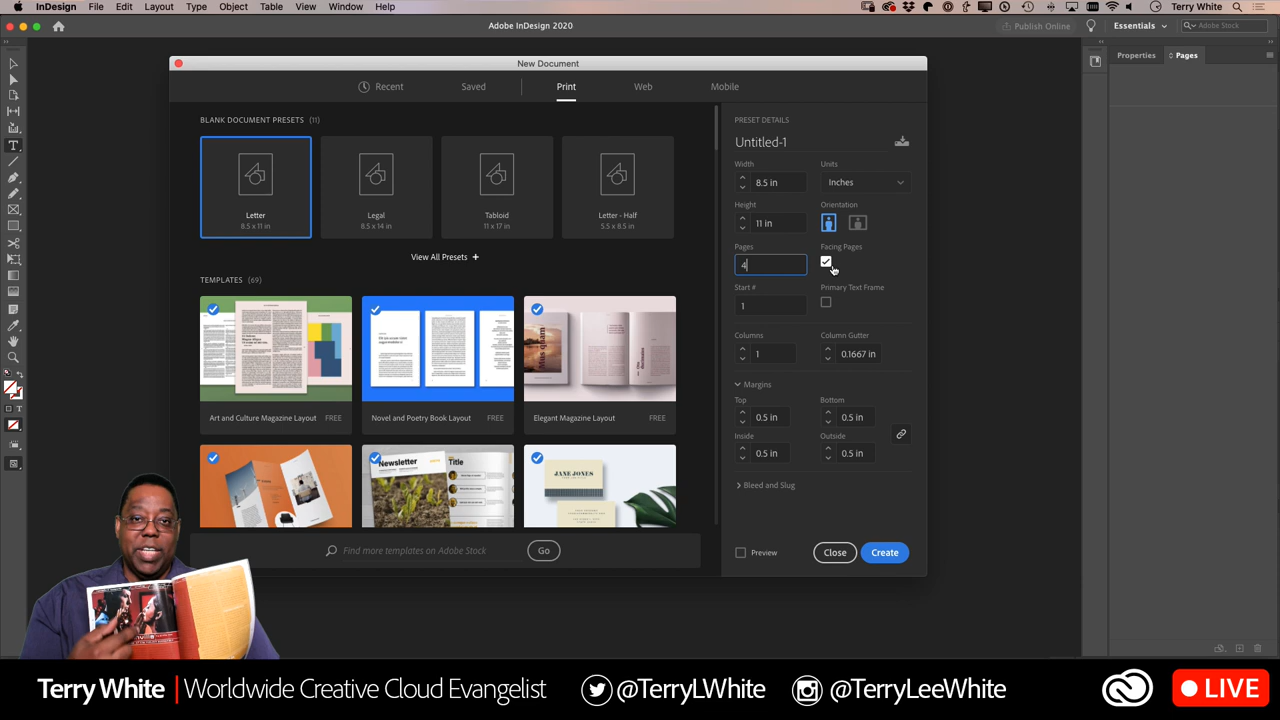 InDesign File Edit Layout Type Object Table View Window Help Terry White
Adobe InDesign 2020 Publish Online Essentials Adobe Stock
Properties Pages
New Document
Recent Saved Print Web Mobile
BLANK DOCUMENT PRESETS (11)
Letter
8.5 x 11 in
Legal
8.5 x 14 in
Tabloid
11 x 17 in
Letter - Half
5.5 x 8.5 in
View All Presets +
TEMPLATES (69)
Art and Culture Magazine Layout FREE
Novel and Poetry Book Layout FREE
Elegant Magazine Layout FREE
Newsletter
Title
JANE JONES
Find more templates on Adobe Stock Go
PRESET DETAILS
Untitled-1
Width Units
8.5 in Inches
Height Orientation
11 in
Pages Facing Pages
4
Start # Primary Text Frame
1
Columns Column Gutter
1 0.1667 in
Margins
Top Bottom
0.5 in 0.5 in
Inside Outside
0.5 in 0.5 in
Bleed and Slug
Preview Close Create
Terry White | Worldwide Creative Cloud Evangelist @TerryLWhite @TerryLeeWhite LIVE